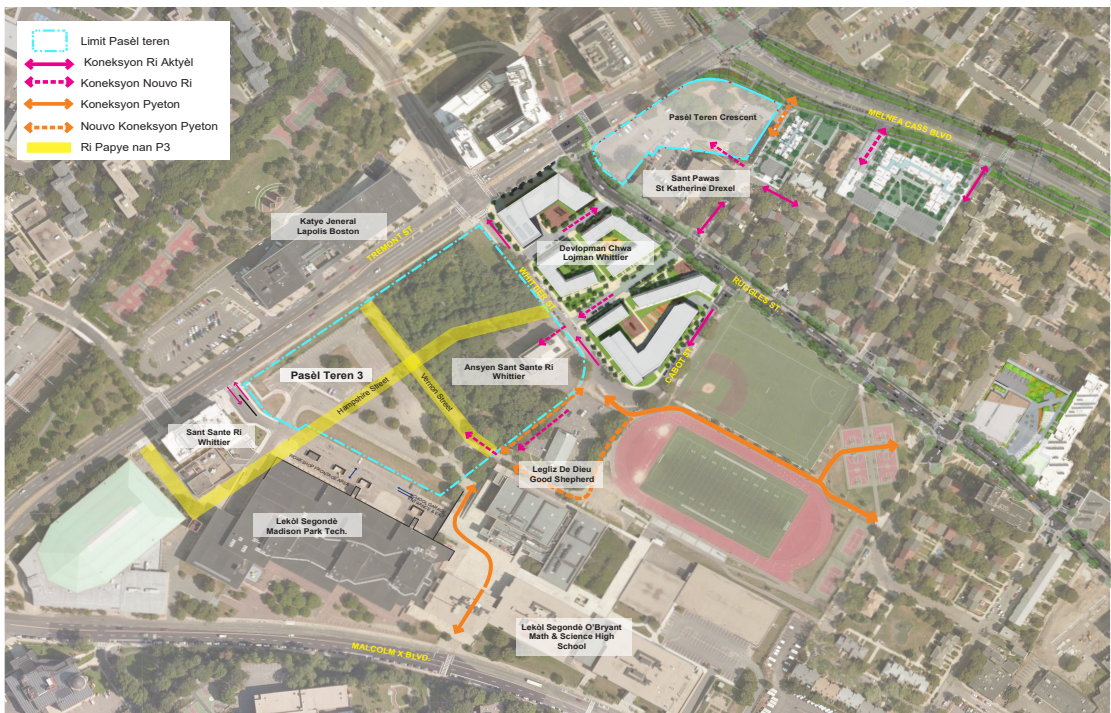 Limit Pasèl teren
Koneksyon Ri Aktyèl
Koneksyon Nouvo Ri
Koneksyon Pyeton
Nouvo Koneksyon Pyeton
Ri Papye nan P3
Pasèl Teren Crescent
MELNEA CASS BLVD.
Sant Pawas
St Katherine Drexel
Katye Jeneral
Lapolis Boston
TREMONT ST.
Devlopman Chwa
Lojman Whittier
WHITTIER ST.
RUGGLES ST.
CABOT ST.
Pasèl Teren 3
Hampshire Street
Vernon Street
Ansyen Sant Sante Ri
Whittier
Sant Sante Ri
Whittier
Legliz De Dieu
Good Shepherd
Lekòl Segondè
Madison Park Tech.
Lekòl Segondè O'Bryant
Math & Science High
School
MALCOLM X BLVD.